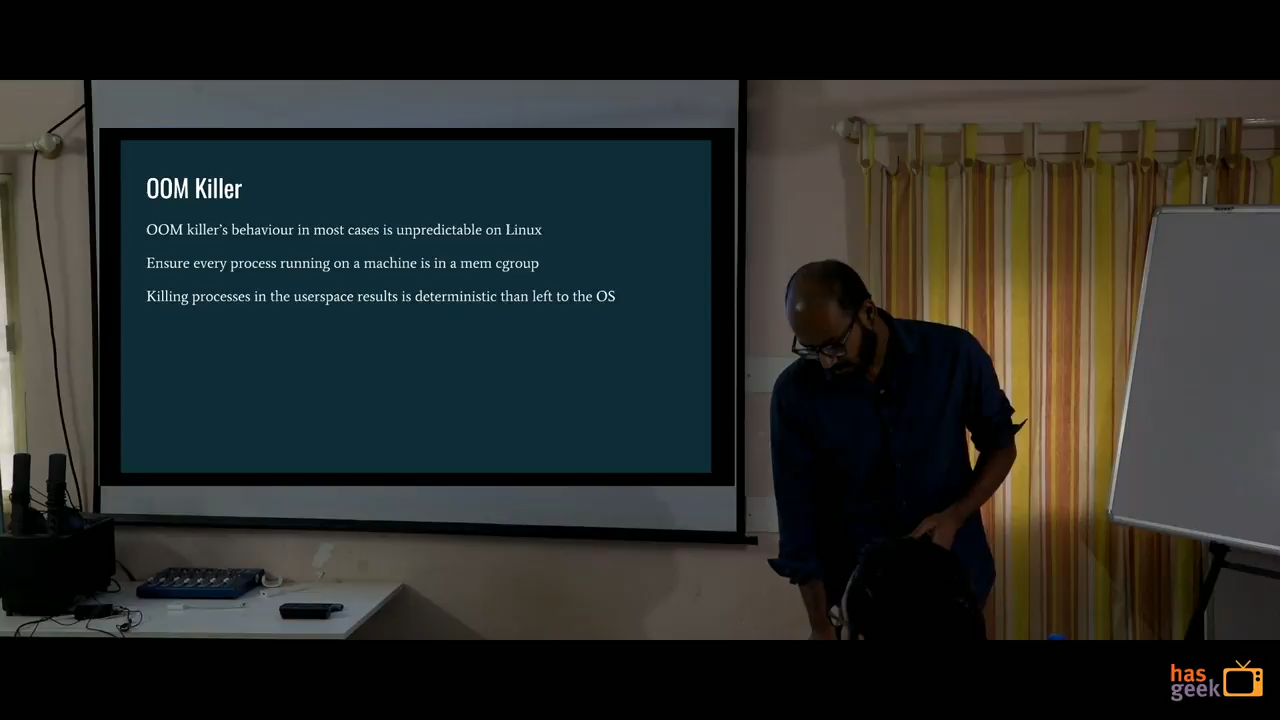 OOM Killer
OOM killer's behaviour in most cases is unpredictable on Linux
Ensure every process running on a machine is in a mem cgroup
Killing processes in the userspace results is deterministic than left to the OS
has
geek